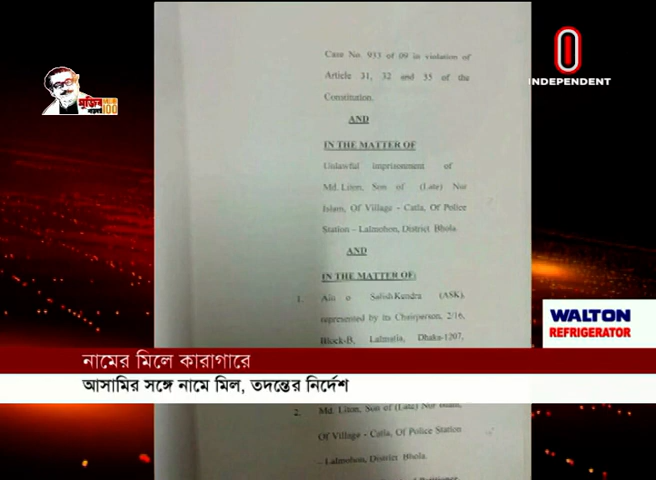 Case No. 933 of 09 in violation of
Article 31, 32 and 35 of the
Constitution.
AND
IN THE MATTER OF
Unlawful imprisonment of
Md. Liton, Son of (Late) Nur
Islam, Of Village - Catla, Of Police
Station – Lalmohon, District Bhola.
AND
IN THE MATTER OF:
1. Ain o Salish Kendra (ASK),
represented by its Chairperson, 2/16,
Block-B, Lalmatia, Dhaka-1207,
2. Md. Liton, Son of (Late) Nur Islam,
Of Village - Catla, Of Police Station
– Lalmohon, District Bhola.
INDEPENDENT
মুজিব
100
WALTON
REFRIGERATOR
নামের মিলে কারাগারে
আসামির সঙ্গে নামে মিল, তদন্তের নির্দেশ